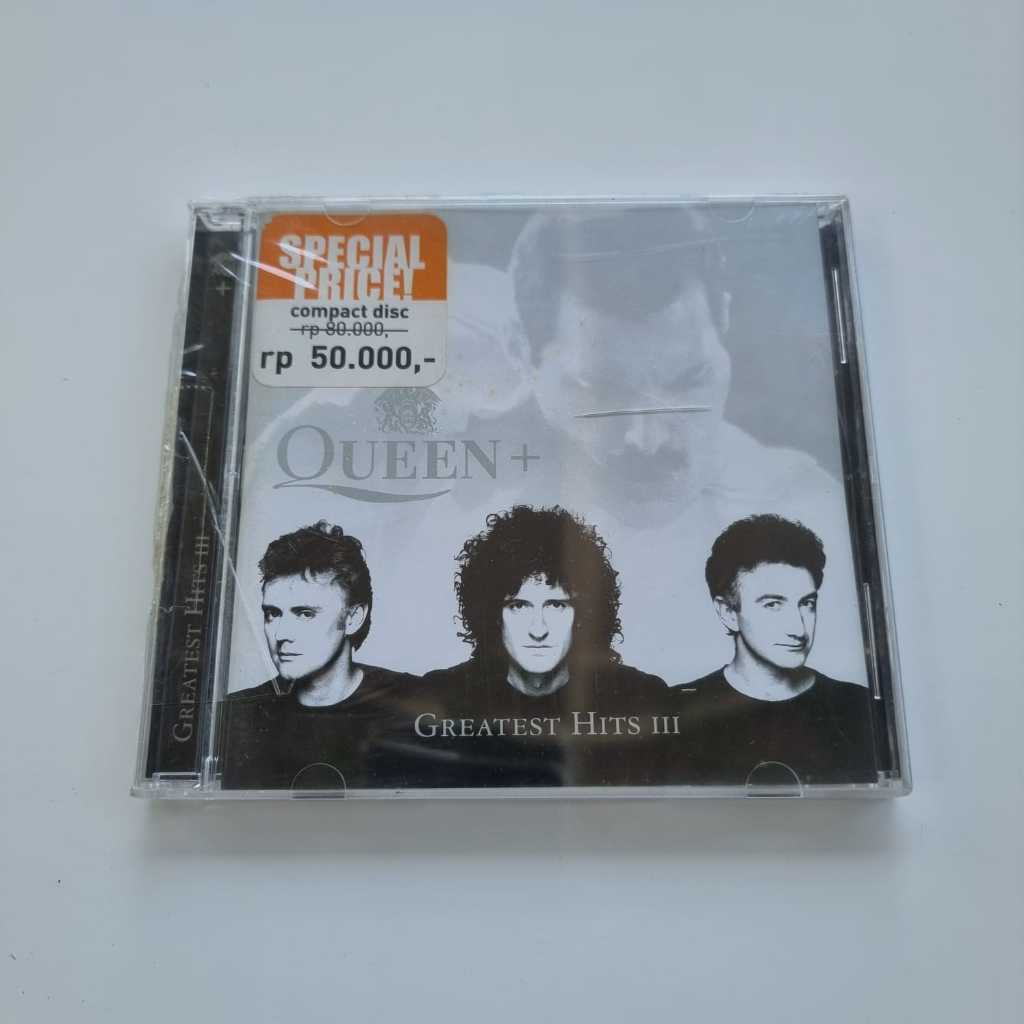 SPECIAL
PRICE!
compact disc
rp 80.000,-
rp 50.000,-
QUEEN +
GREATEST HITS III
+
GREATEST HITS III